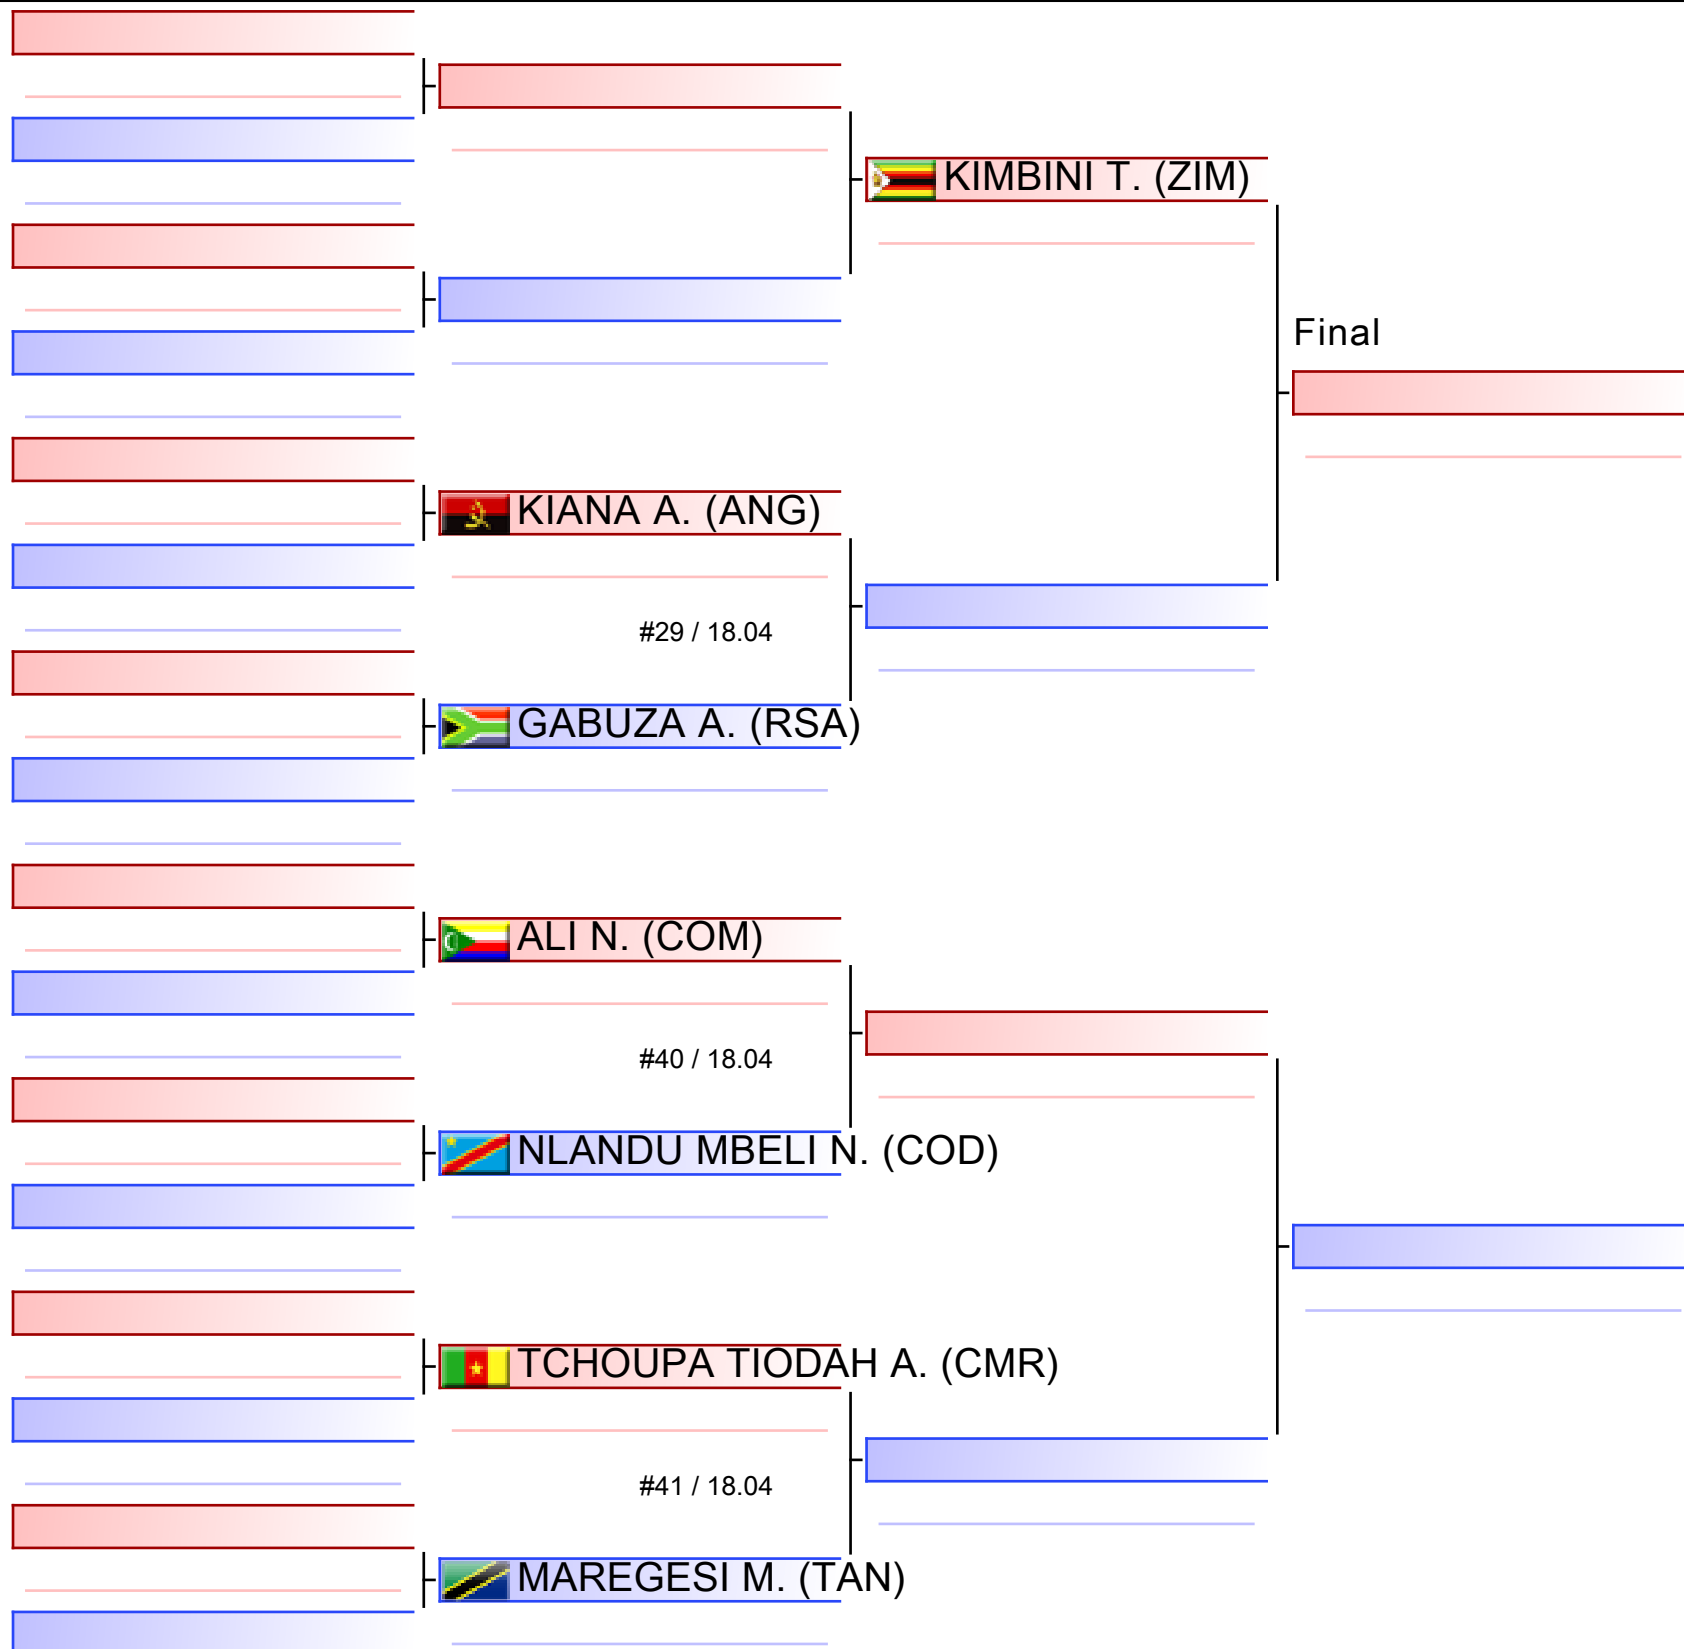 KIMBINI T. (ZIM)
Final
KIANA A. (ANG)
#29 / 18.04
GABUZA A. (RSA)
ALI N. (COM)
#40 / 18.04
NLANDU MBELI N. (COD)
TCHOUPA TIODAH A. (CMR)
#41 / 18.04
MAREGESI M. (TAN)